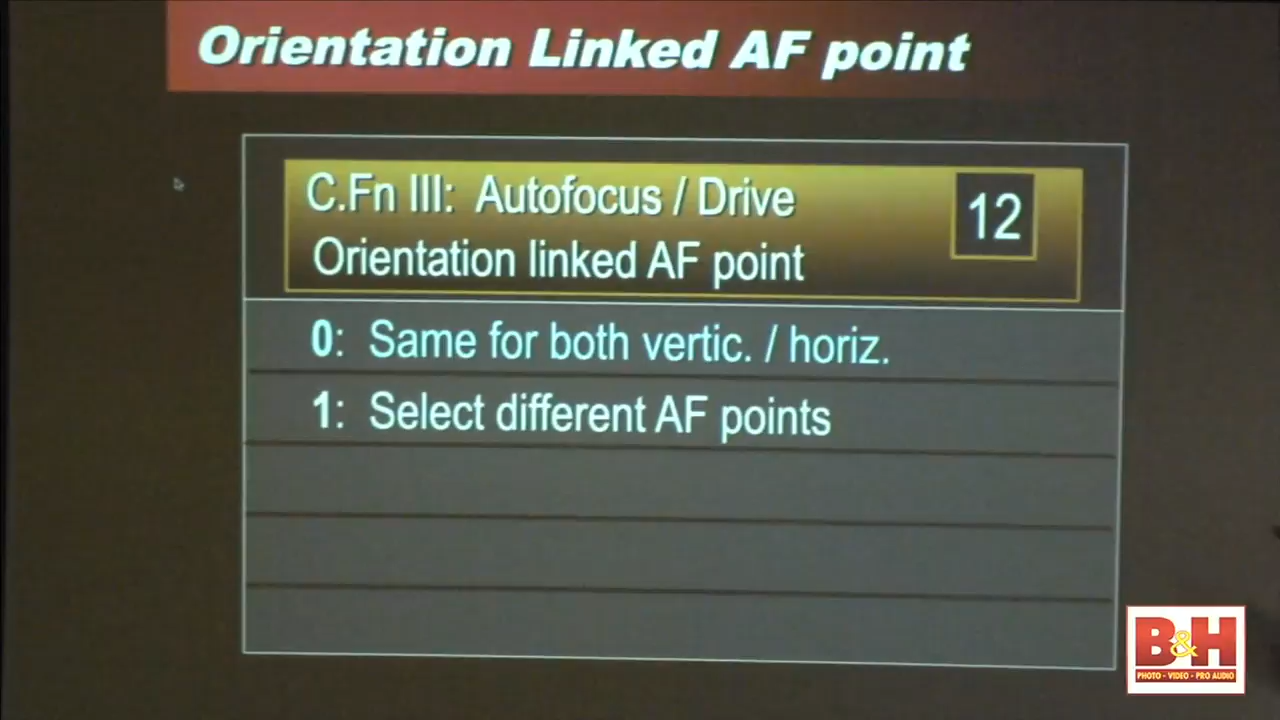 Orientation Linked AF point
C.Fn III: Autofocus / Drive
12
Orientation linked AF point
0: Same for both vertic. / horiz.
1: Select different AF points
B&H
PHOTO - VIDEO - PRO AUDIO